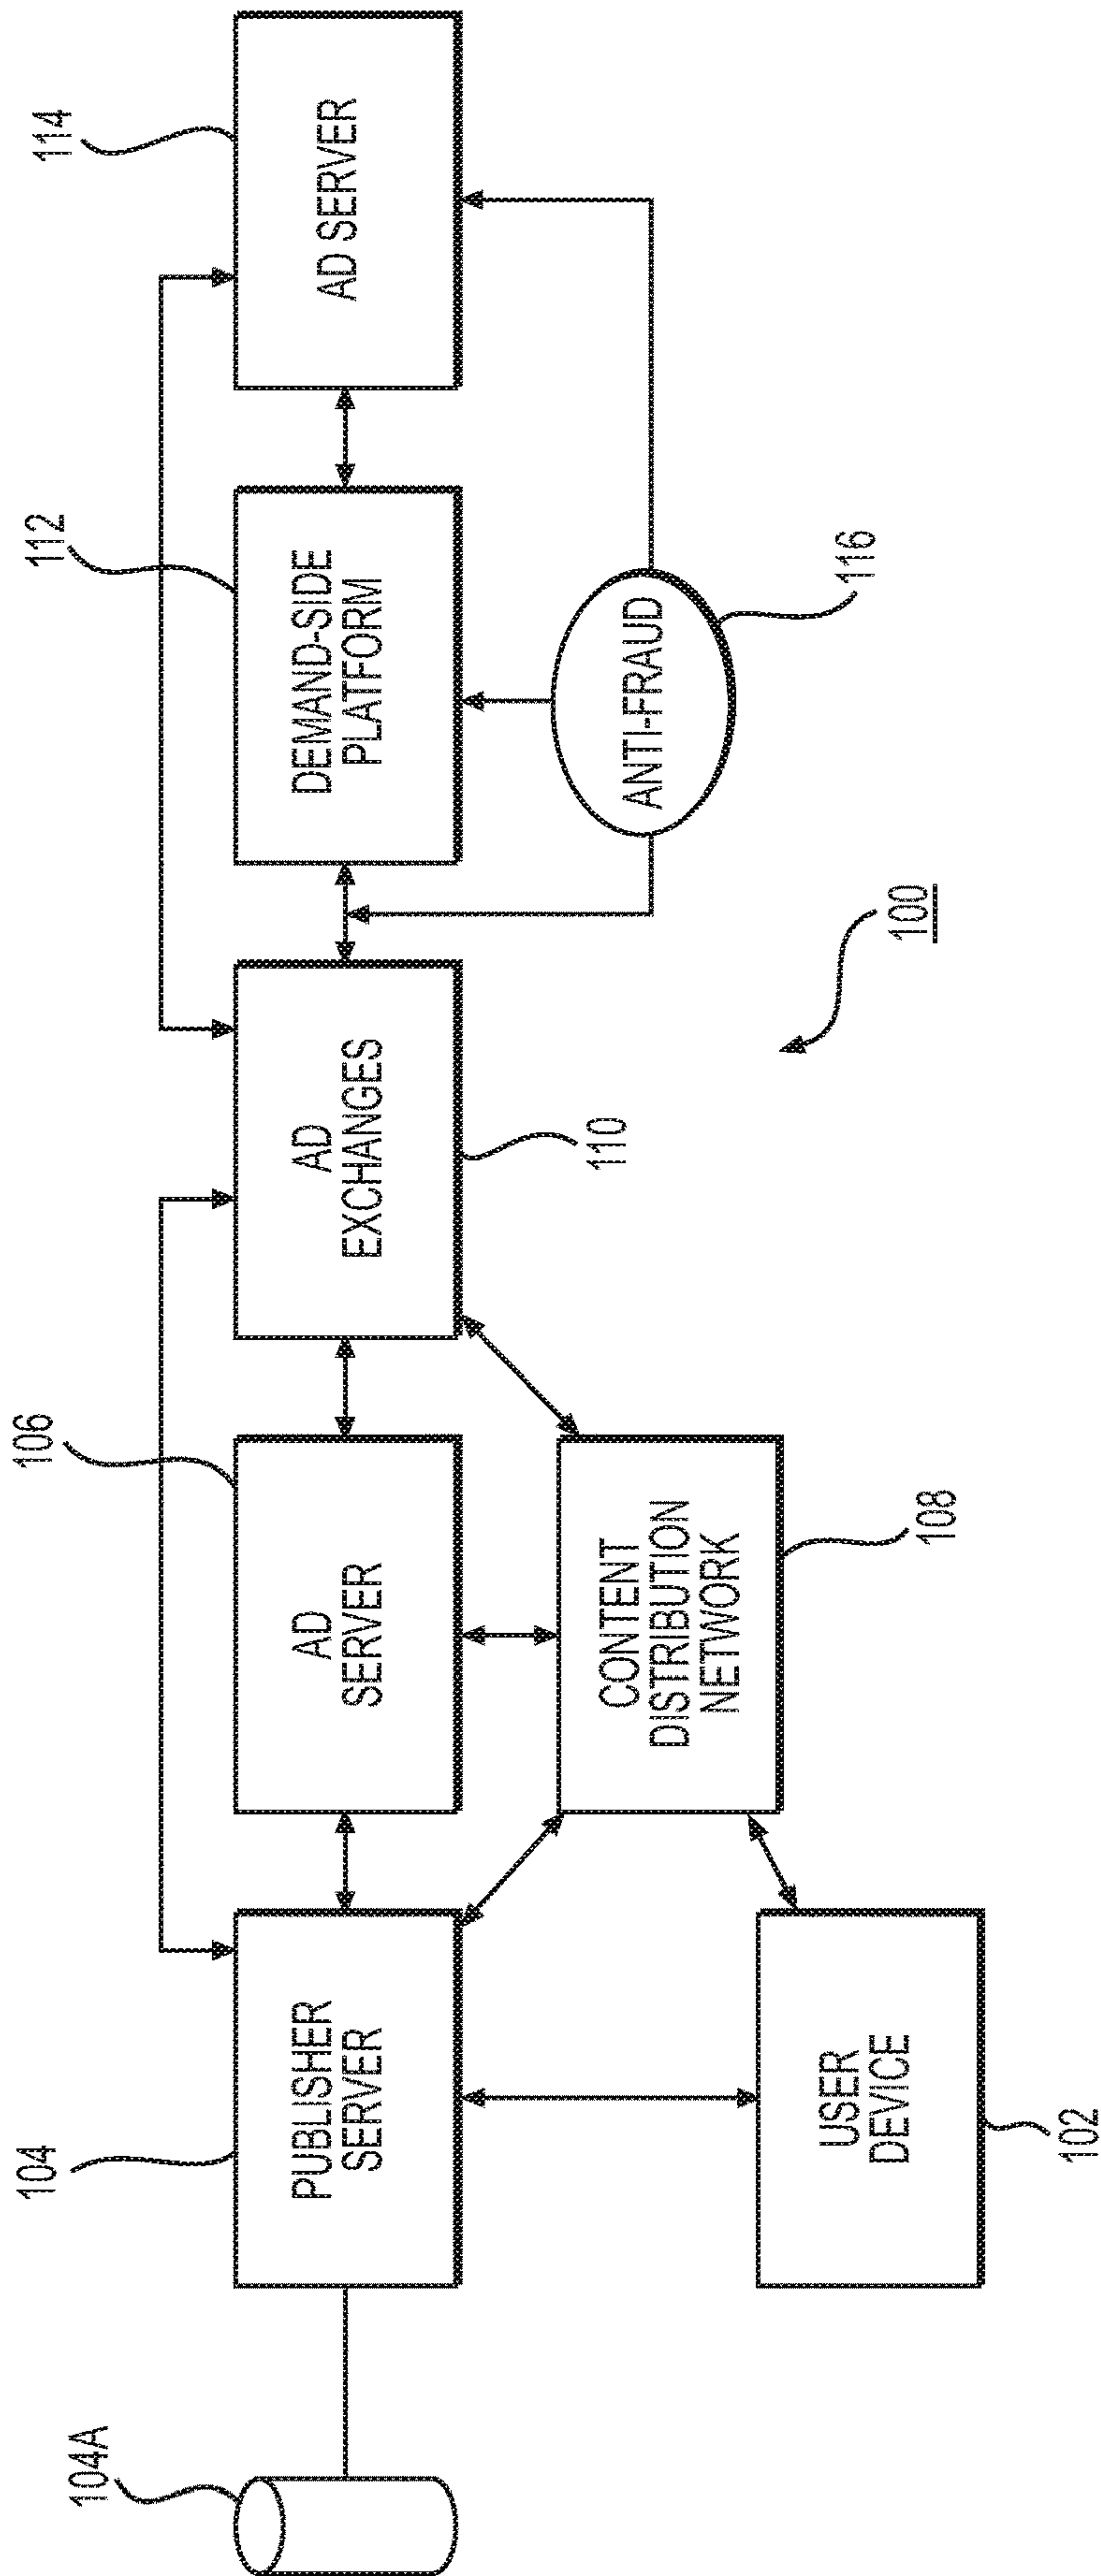 104A
104
106
112
114
PUBLISHER
SERVER
AD
SERVER
AD
EXCHANGES
DEMAND-SIDE
PLATFORM
AD SERVER
110
CONTENT
DISTRIBUTION
NETWORK
ANTI-FRAUD
116
108
USER
DEVICE
100
102